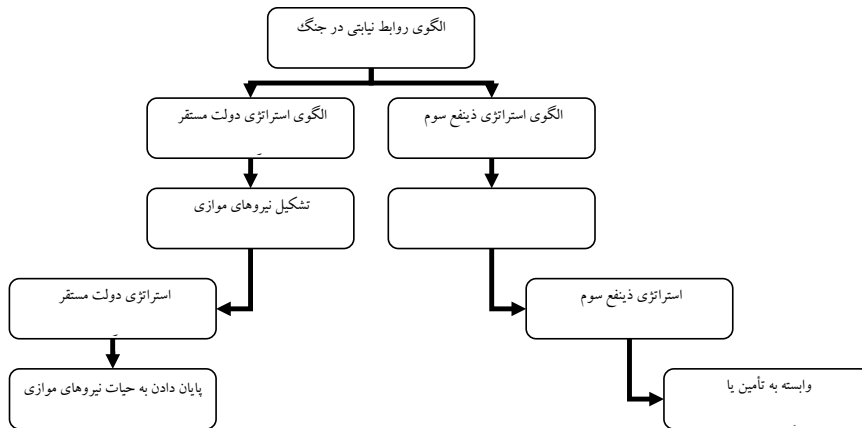 الگوی روابط نیابتی در جنگ
الگوی استراتژی ذینفع سوم
الگوی استراتژی دولت مستقر
تشکیل نیروهای موازی
استراتژی ذینفع سوم
استراتژی دولت مستقر
وابسته به تأمین یا
پایان دادن به حیات نیروهای موازی